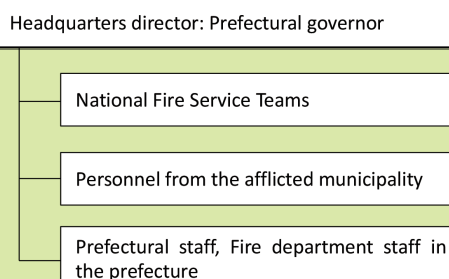 Headquarters director: Prefectural governor
National Fire Service Teams
Personnel from the afflicted municipality
Prefectural staff, Fire department staff in
the prefecture